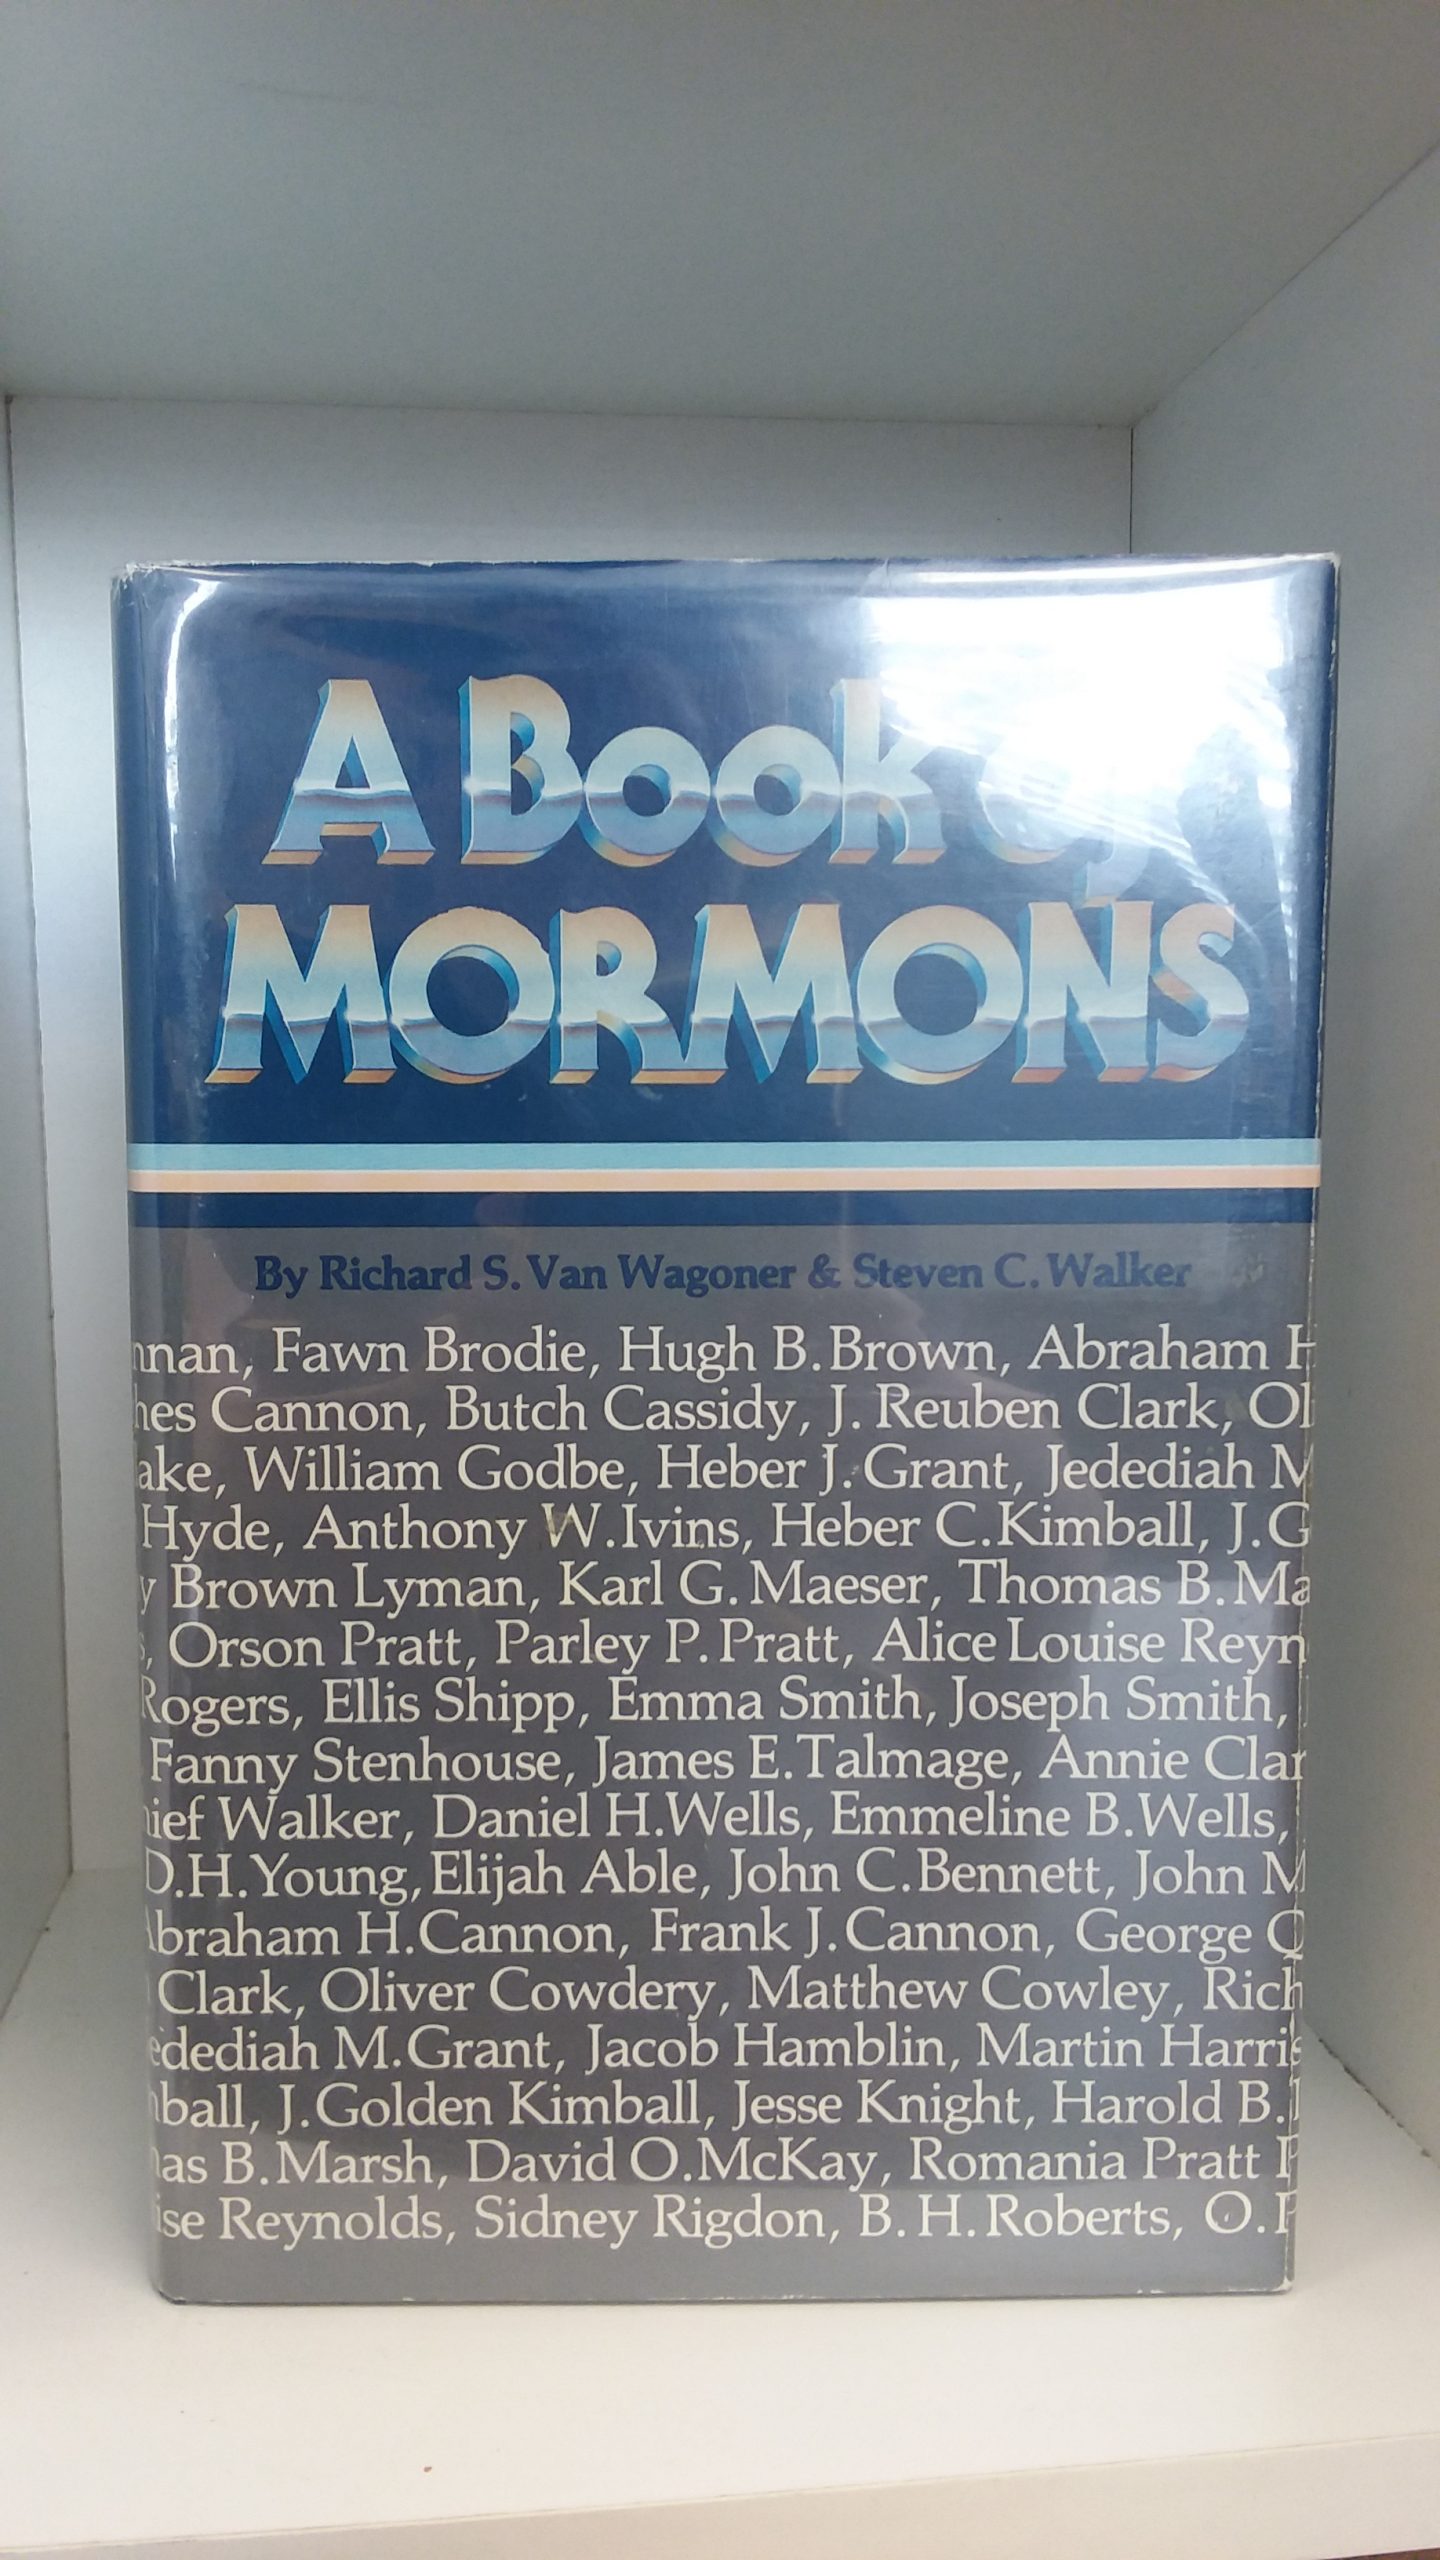 A Book of
MORMONS
By Richard S. Van Wagoner & Steven C. Walker
nnan, Fawn Brodie, Hugh B. Brown, Abraham H
hes Cannon, Butch Cassidy, J. Reuben Clark, Ol
ake, William Godbe, Heber J. Grant, Jedediah M
Hyde, Anthony W. Ivins, Heber C. Kimball, J. G
y Brown Lyman, Karl G. Maeser, Thomas B. Ma
s, Orson Pratt, Parley P. Pratt, Alice Louise Reyn
Rogers, Ellis Shipp, Emma Smith, Joseph Smith,
Fanny Stenhouse, James E. Talmage, Annie Clar
hief Walker, Daniel H. Wells, Emmeline B. Wells,
D. H. Young, Elijah Able, John C. Bennett, John M
Abraham H. Cannon, Frank J. Cannon, George Q
Clark, Oliver Cowdery, Matthew Cowley, Rich
edediah M. Grant, Jacob Hamblin, Martin Harris
ball, J. Golden Kimball, Jesse Knight, Harold B. L
as B. Marsh, David O. McKay, Romania Pratt P
ise Reynolds, Sidney Rigdon, B. H. Roberts, O. P